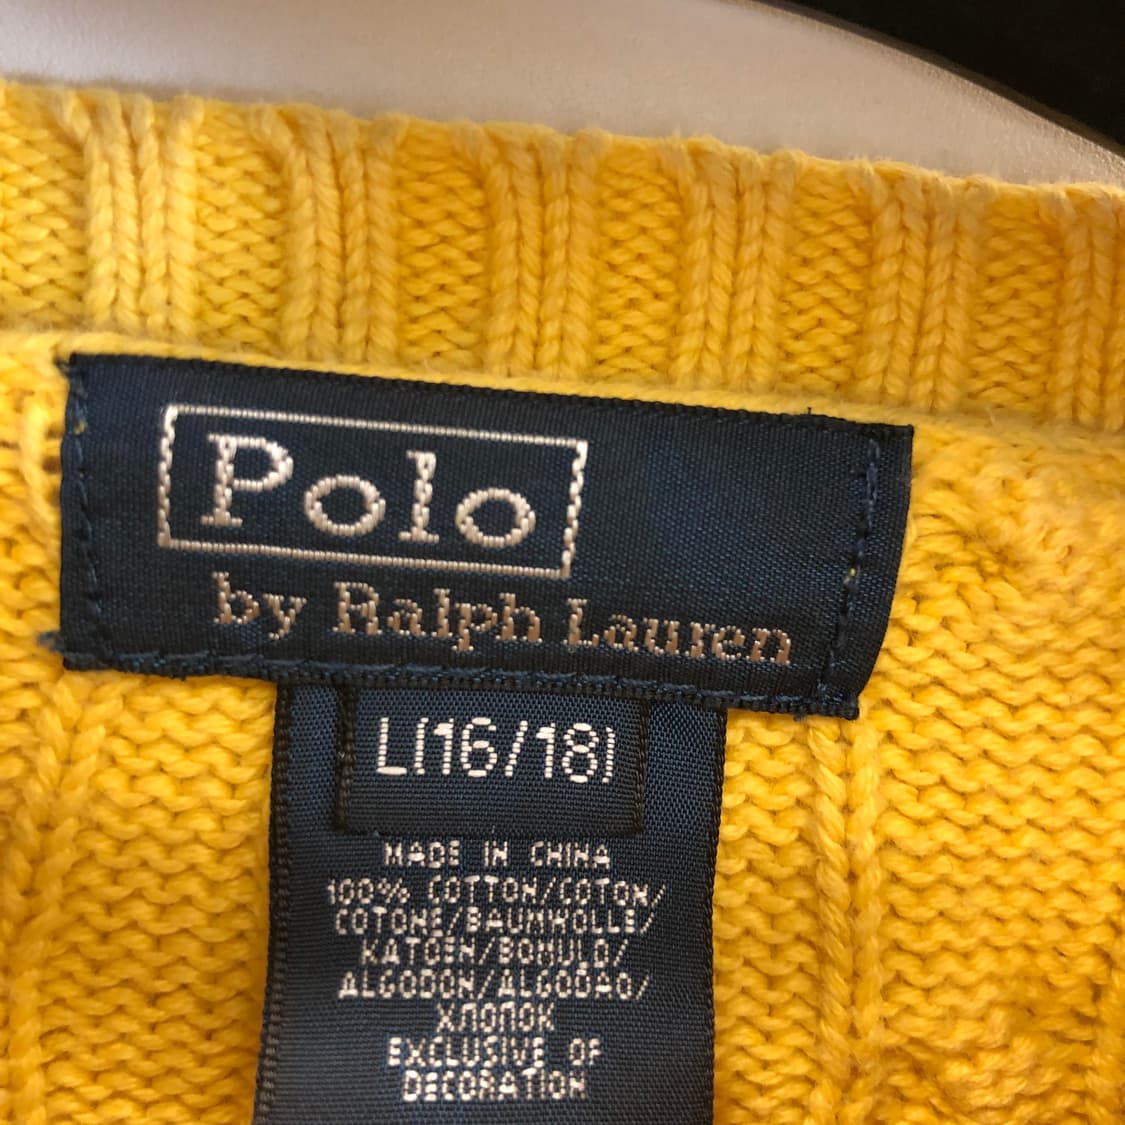 Polo
by Ralph Lauren
L(16/18)
MADE IN CHINA
100% COTTON/COTON/
COTONE/BAUMWOLLE/
KATOEN/BOMULD/
ALGODON/ALGODÃO/
ХЛОПОК
EXCLUSIVE OF
DECORATION